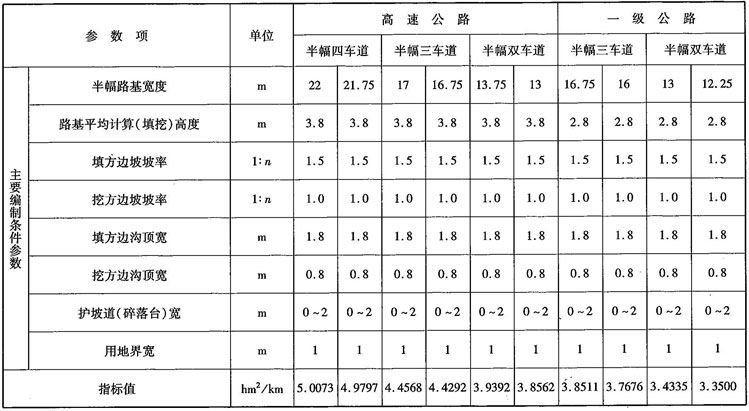 参数项 单位 高速公路 一级公路
半幅四车道 半幅三车道 半幅双车道 半幅三车道 半幅双车道
主要编制条件参数
半幅路基宽度 m 22 21.75 17 16.75 13.75 13 16.75 16 13 12.25
路基平均计算(填挖)高度 m 3.8 3.8 3.8 3.8 3.8 3.8 2.8 2.8 2.8 2.8
填方边坡坡率 1:n 1.5 1.5 1.5 1.5 1.5 1.5 1.5 1.5 1.5 1.5
挖方边坡坡率 1:n 1.0 1.0 1.0 1.0 1.0 1.0 1.0 1.0 1.0 1.0
填方边沟顶宽 m 1.8 1.8 1.8 1.8 1.8 1.8 1.8 1.8 1.8 1.8
挖方边沟顶宽 m 0.8 0.8 0.8 0.8 0.8 0.8 0.8 0.8 0.8 0.8
护坡道(碎落台)宽 m 0~2 0~2 0~2 0~2 0~2 0~2 0~2 0~2 0~2 0~2
用地界宽 m 1 1 1 1 1 1 1 1 1 1
指标值 hm²/km 5.0073 4.9797 4.4568 4.4292 3.9392 3.8562 3.8511 3.7676 3.4335 3.3500